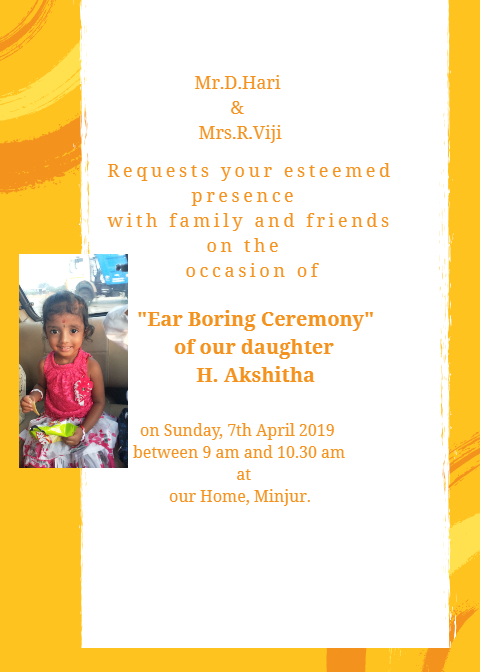 Mr.D.Hari
&
Mrs.R.Viji
Requests your esteemed
presence
with family and friends
on the
occasion of
"Ear Boring Ceremony"
of our daughter
H. Akshitha
on Sunday, 7th April 2019
between 9 am and 10.30 am
at
our Home, Minjur.